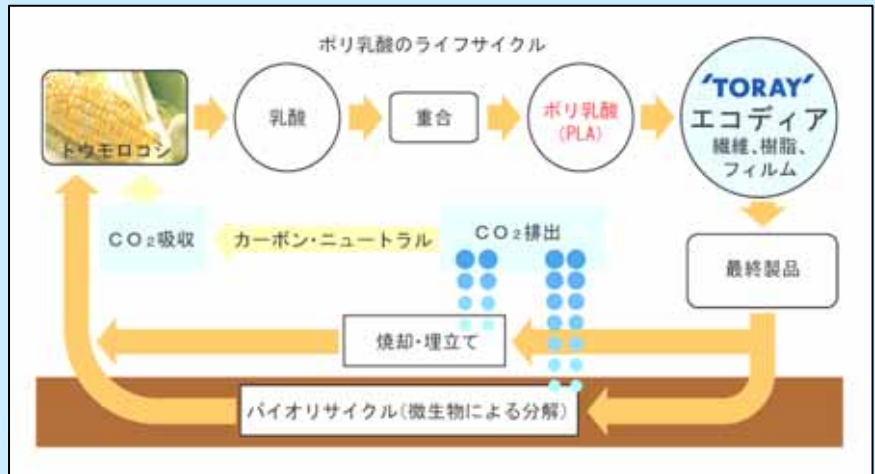 ポリ乳酸のライフサイクル
トウモロコシ
乳酸
重合
ポリ乳酸
(PLA)
'TORAY'
エコディア
繊維、樹脂、
フィルム
CO₂吸収
カーボン・ニュートラル
CO₂排出
最終製品
焼却・埋立て
バイオリサイクル(微生物による分解)